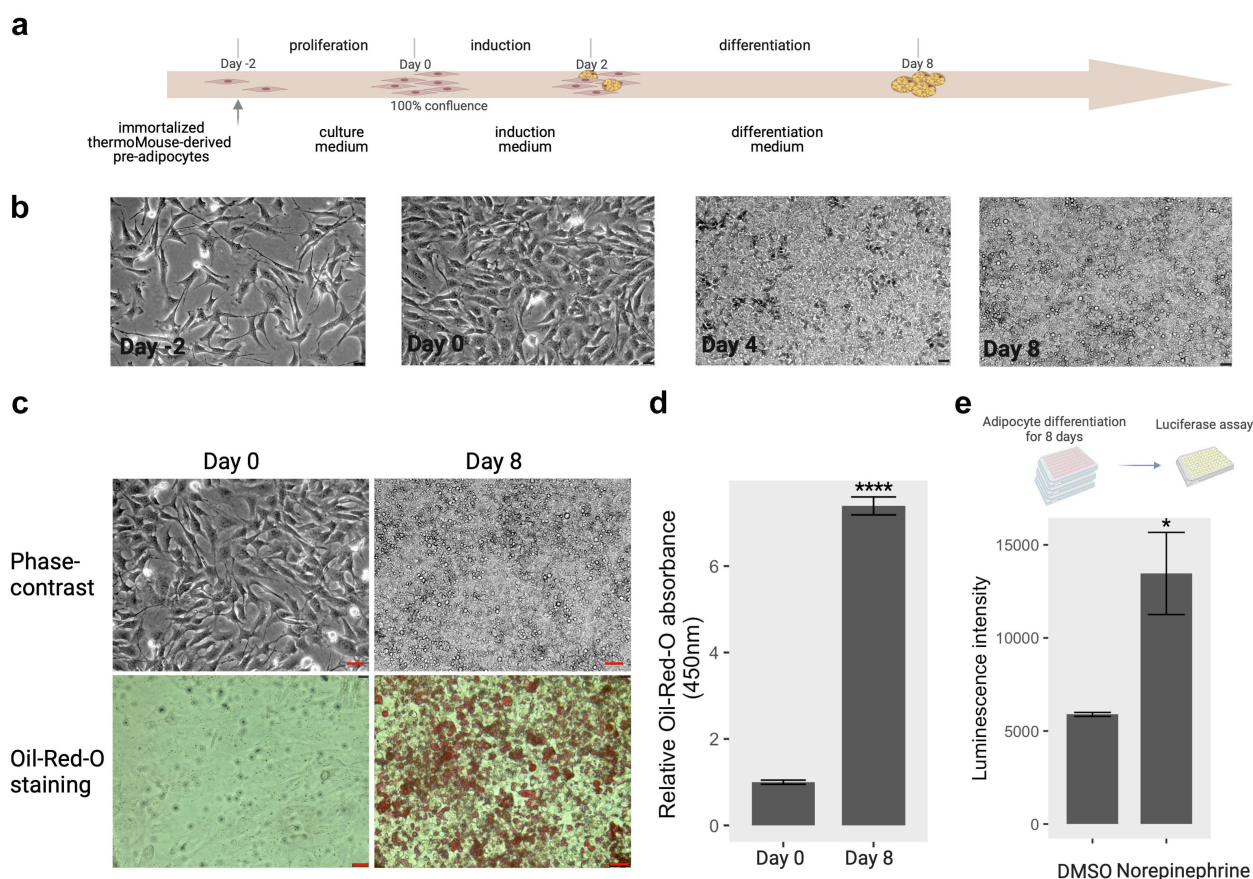 a
proliferation
induction
differentiation
Day -2
Day 0
Day 2
Day 8
100% confluence
immortalized
thermoMouse-derived
pre-adipocytes
culture
medium
induction
medium
differentiation
medium
b
Day -2
Day 0
Day 4
Day 8
c
Day 0
Day 8
Phase-
contrast
Oil-Red-O
staining
d
Relative Oil-Red-O absorbance
(450nm)
****
6
4
2
0
Day 0
Day 8
e
Adipocyte differentiation
for 8 days
Luciferase assay
Luminescence intensity
*
15000
10000
5000
0
DMSO
Norepinephrine